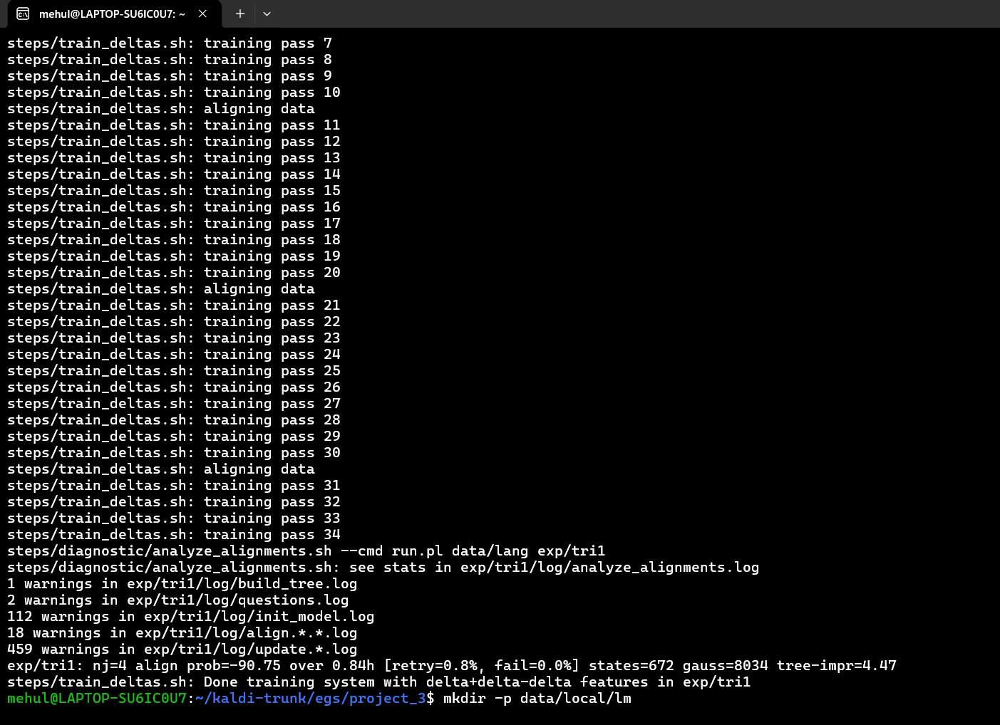 mehul@LAPTOP-SU6IC0U7: ~
steps/train_deltas.sh: training pass 7
steps/train_deltas.sh: training pass 8
steps/train_deltas.sh: training pass 9
steps/train_deltas.sh: training pass 10
steps/train_deltas.sh: aligning data
steps/train_deltas.sh: training pass 11
steps/train_deltas.sh: training pass 12
steps/train_deltas.sh: training pass 13
steps/train_deltas.sh: training pass 14
steps/train_deltas.sh: training pass 15
steps/train_deltas.sh: training pass 16
steps/train_deltas.sh: training pass 17
steps/train_deltas.sh: training pass 18
steps/train_deltas.sh: training pass 19
steps/train_deltas.sh: training pass 20
steps/train_deltas.sh: aligning data
steps/train_deltas.sh: training pass 21
steps/train_deltas.sh: training pass 22
steps/train_deltas.sh: training pass 23
steps/train_deltas.sh: training pass 24
steps/train_deltas.sh: training pass 25
steps/train_deltas.sh: training pass 26
steps/train_deltas.sh: training pass 27
steps/train_deltas.sh: training pass 28
steps/train_deltas.sh: training pass 29
steps/train_deltas.sh: training pass 30
steps/train_deltas.sh: aligning data
steps/train_deltas.sh: training pass 31
steps/train_deltas.sh: training pass 32
steps/train_deltas.sh: training pass 33
steps/train_deltas.sh: training pass 34
steps/diagnostic/analyze_alignments.sh --cmd run.pl data/lang exp/tri1
steps/diagnostic/analyze_alignments.sh: see stats in exp/tri1/log/analyze_alignments.log
1 warnings in exp/tri1/log/build_tree.log
2 warnings in exp/tri1/log/questions.log
112 warnings in exp/tri1/log/init_model.log
18 warnings in exp/tri1/log/align.*.*.log
459 warnings in exp/tri1/log/update.*.log
exp/tri1: nj=4 align prob=-90.75 over 0.84h [retry=0.8%, fail=0.0%] states=672 gauss=8034 tree-impr=4.47
steps/train_deltas.sh: Done training system with delta+delta-delta features in exp/tri1
mehul@LAPTOP-SU6IC0U7:~/kaldi-trunk/egs/project_3$ mkdir -p data/local/lm